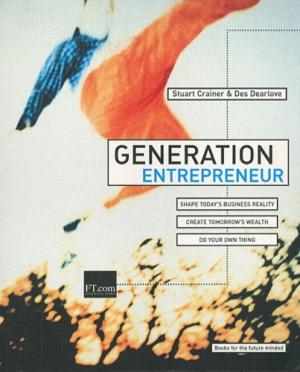 Stuart Crainer & Des Dearlove
GENERATION
ENTREPRENEUR
SHAPE TODAY'S BUSINESS REALITY
CREATE TOMORROW'S WEALTH
DO YOUR OWN THING
FT.com
Books for the future minded